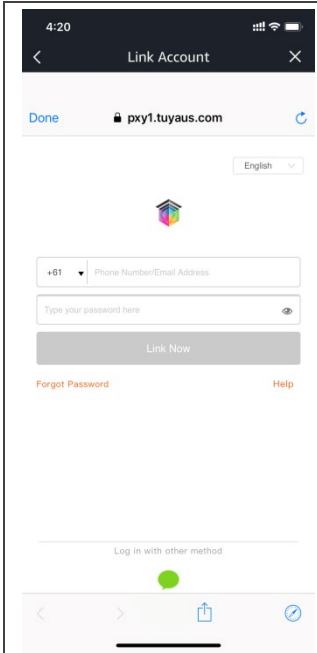 4:20
Link Account
Done pxy1.tuyaus.com
English
+61 Phone Number/Email Address
Type your password here
Link Now
Forgot Password Help
Log in with other method